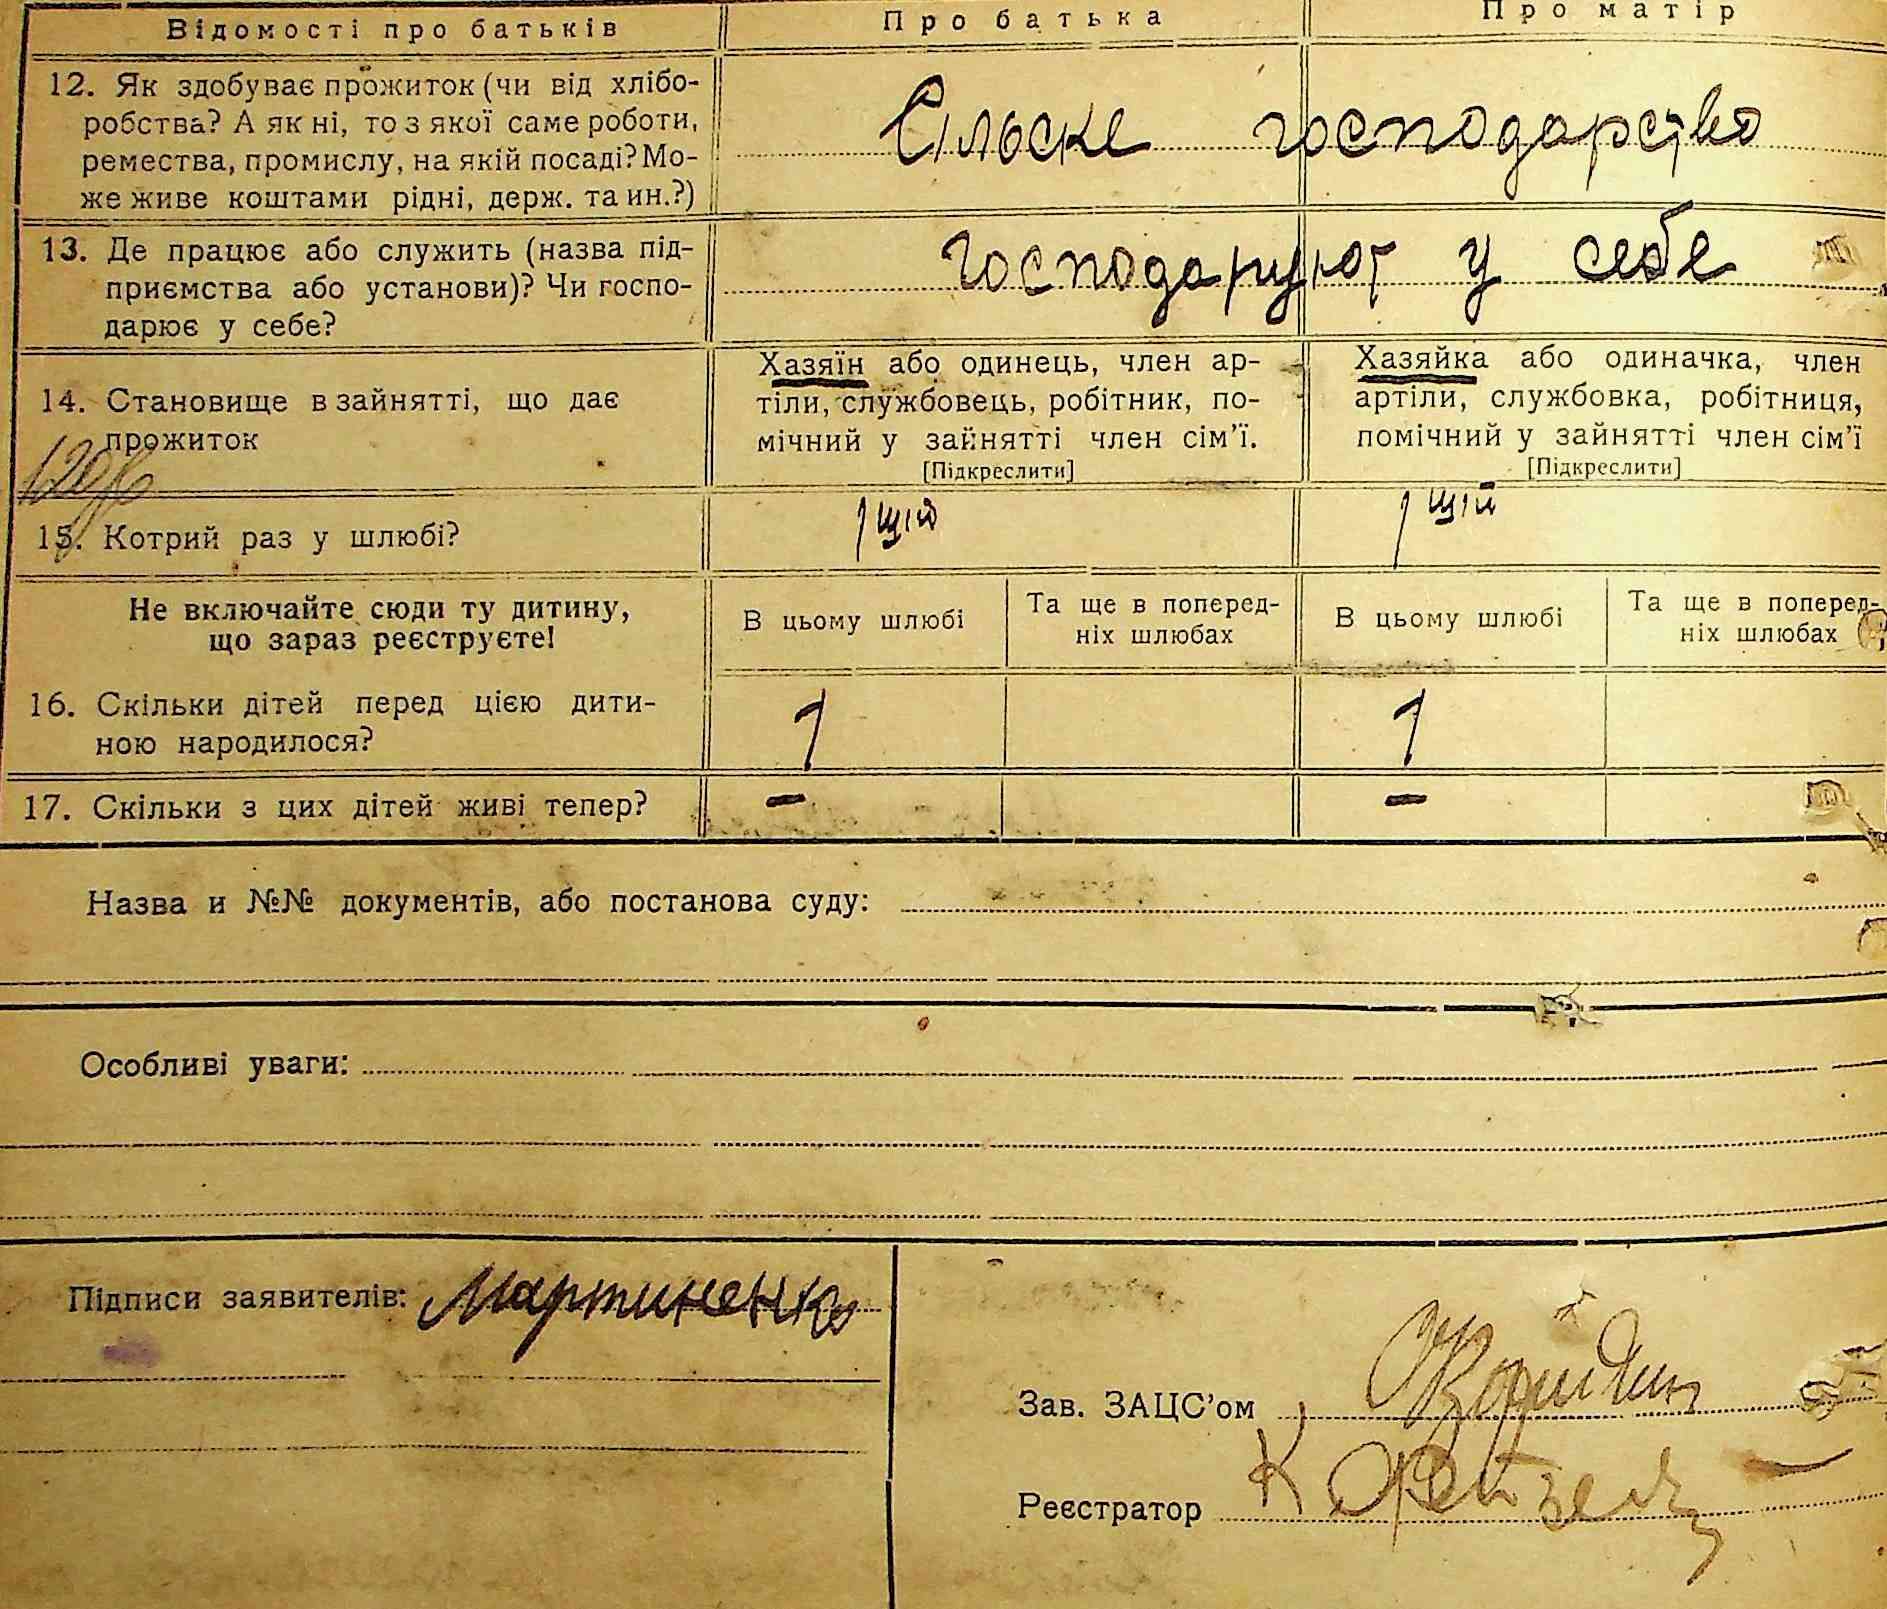 Відомості про батьків Про батька Про матір
12. Як здобуває прожиток (чи від хлібо-
робства? А як ні, то з якої саме роботи,
ремества, промислу, на якій посаді? Мо-
же живе коштами рідні, держ. та ин.?)
Сільске господарство
13. Де працює або служить (назва під-
приємства або установи)? Чи госпо-
дарює у себе?
господарюют у себе
14. Становище в зайнятті, що дає
прожиток
Хазяїн або одинець, член ар-
тіли, службовець, робітник, по-
мічний у зайнятті член сім'ї.
[Підкреслити]
Хазяйка або одиначка, член
артіли, службовка, робітниця,
помічний у зайнятті член сім'ї
[Підкреслити]
15. Котрий раз у шлюбі? 1 ший 1 ший
Не включайте сюди ту дитину,
що зараз реєструєте!
В цьому шлюбі
Та ще в поперед-
ніх шлюбах
В цьому шлюбі
Та ще в поперед-
ніх шлюбах
16. Скільки дітей перед цією дити-
ною народилося?
1 1
17. Скільки з цих дітей живі тепер? – –
Назва и №№ документів, або постанова суду:
Особливі уваги:
Підписи заявителів: Мартиненко
Зав. ЗАЦС'ом
Реєстратор